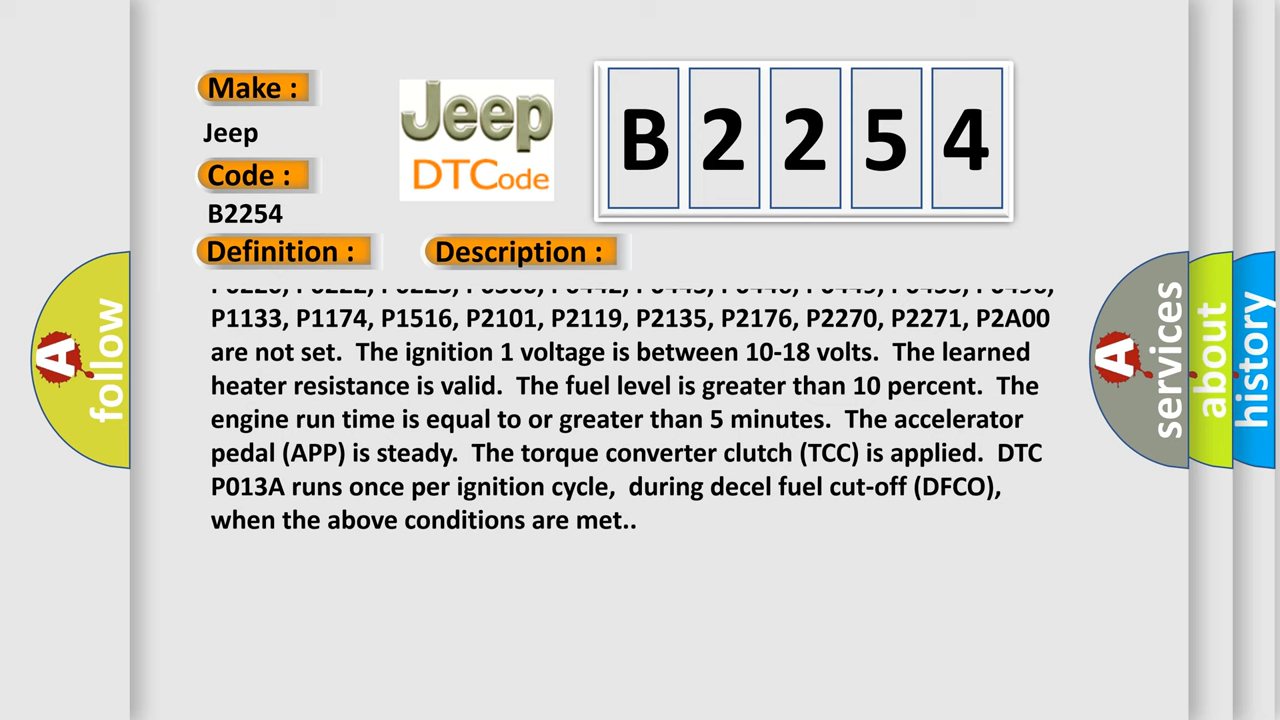 Make :
Jeep
Code :
B2254
Definition :
Description :
Jeep
DTCode
B 2 2 5 4
P1133, P1174, P1516, P2101, P2119, P2135, P2176, P2270, P2271, P2A00
are not set. The ignition 1 voltage is between 10-18 volts. The learned
heater resistance is valid. The fuel level is greater than 10 percent. The
engine run time is equal to or greater than 5 minutes. The accelerator
pedal (APP) is steady. The torque converter clutch (TCC) is applied. DTC
P013A runs once per ignition cycle, during decel fuel cut-off (DFCO),
when the above conditions are met..
A follow
A services
about
history